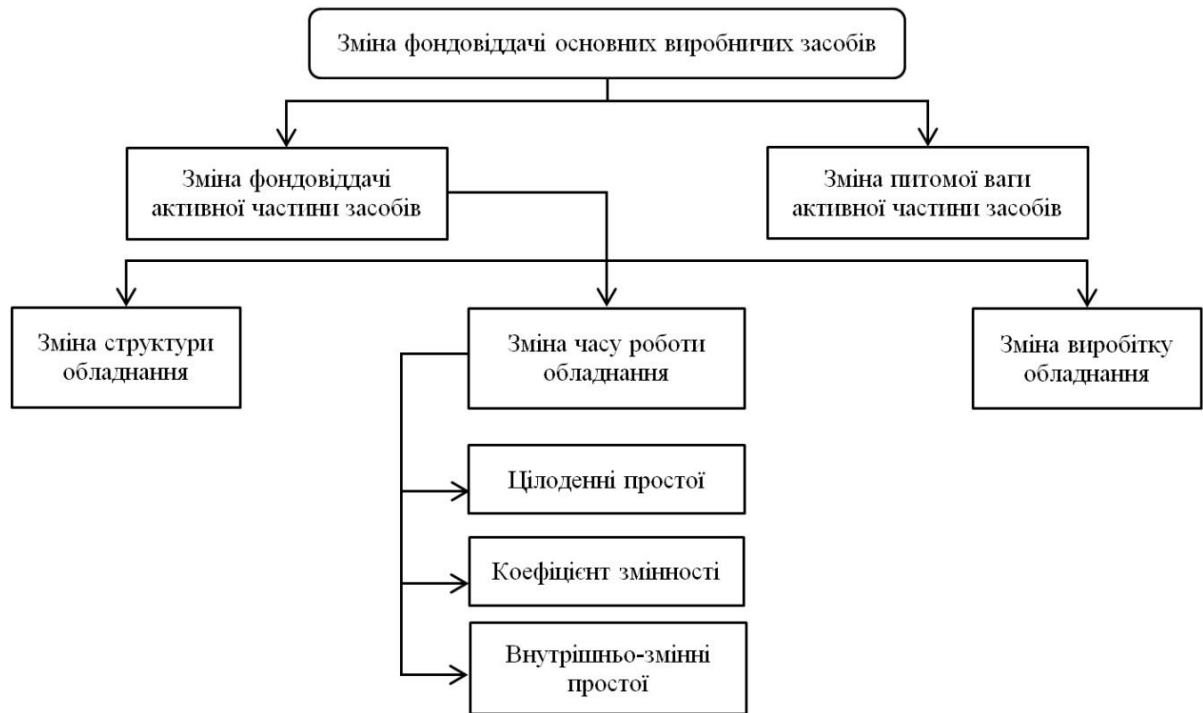 Зміна фондовіддачі основних виробничих засобів
Зміна фондовіддачі
активної частини засобів
Зміна питомої ваги
активної частини засобів
Зміна структури
обладнання
Зміна часу роботи
обладнання
Зміна виробітку
обладнання
Цілоденні простої
Коефіцієнт змінності
Внутрішньо-змінні
простої